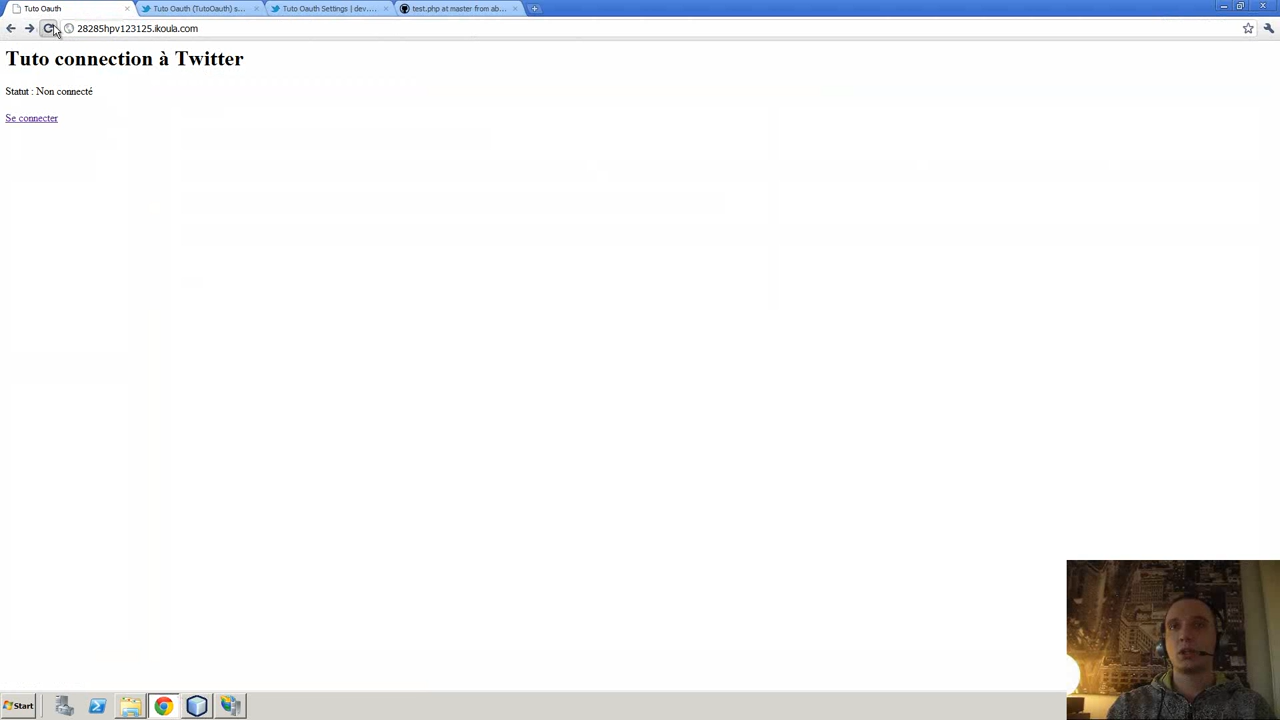 Tuto Oauth
Tuto Oauth (TutoOauth) s...
Tuto Oauth Settings | dev....
test.php at master from ab...
28285hpv123125.ikoula.com
Tuto connection à Twitter
Statut : Non connecté
Se connecter
Start